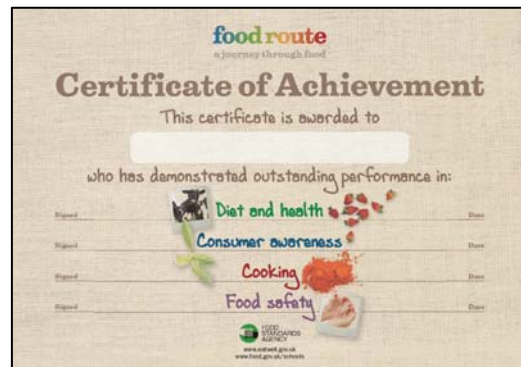 food route
a journey through food
Certificate of Achievement
This certificate is awarded to
who has demonstrated outstanding performance in:
Signed Diet and health Date
Signed Consumer awareness Date
Signed Cooking Date
Signed Food safety Date
FOOD
STANDARDS
AGENCY
www.eatwell.gov.uk
www.food.gov.uk/schools